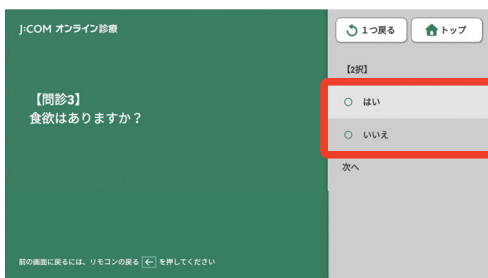 J:COM オンライン診療
【問診3】
食欲はありますか？
前の画面に戻るには、リモコンの戻る ← を押してください
1つ戻る
トップ
【2択】
はい
いいえ
次へ